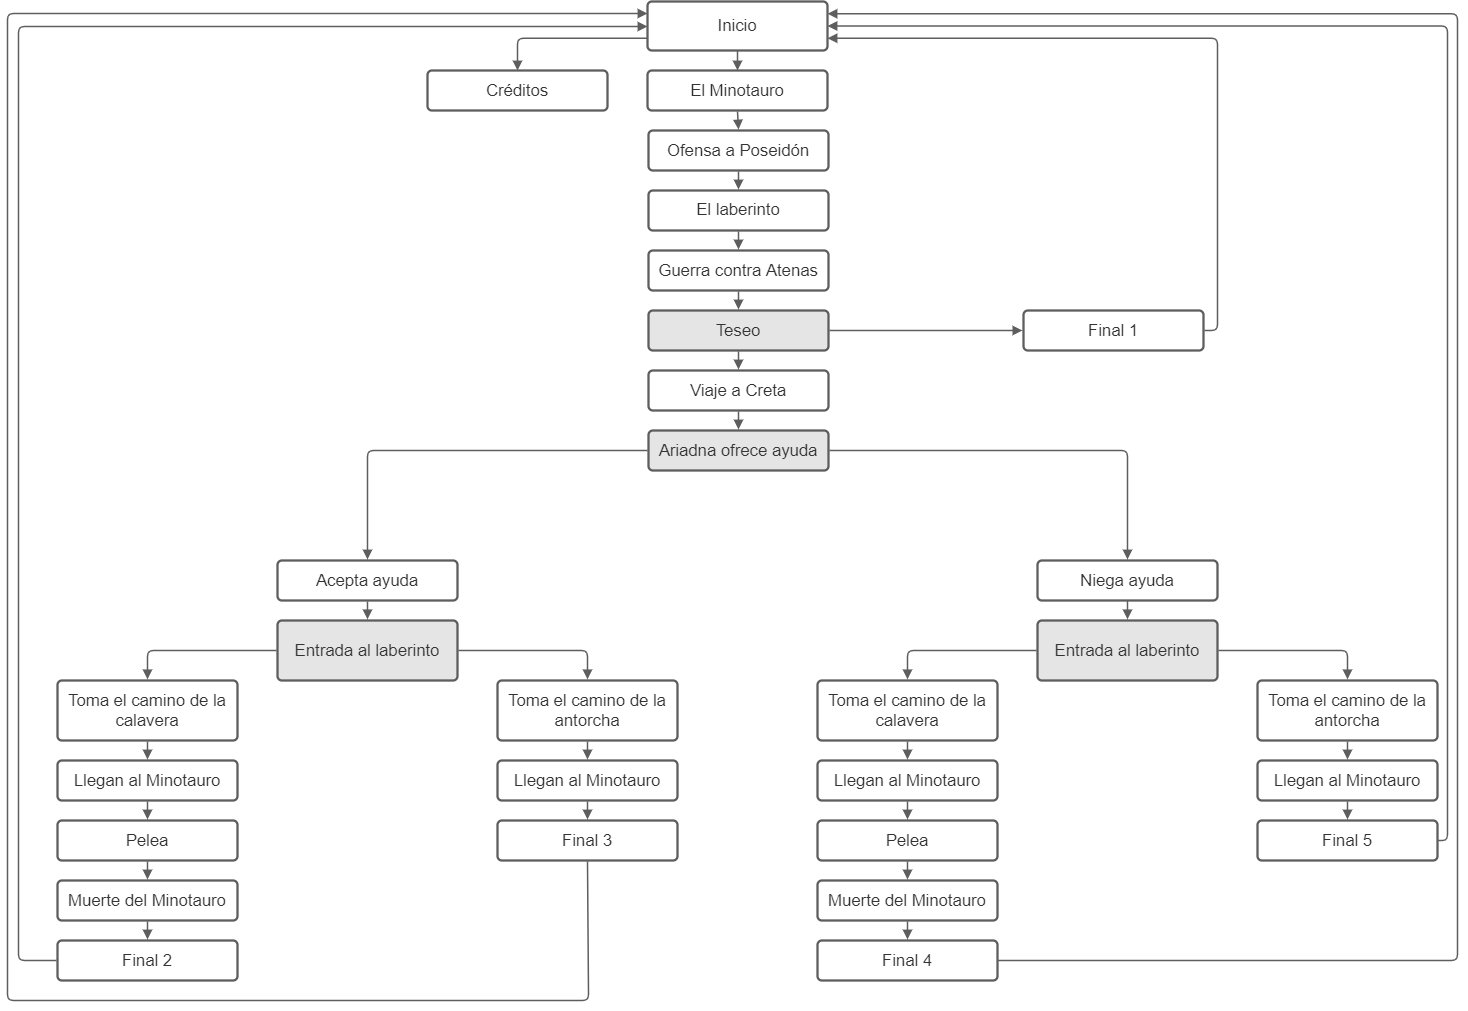 Inicio
Créditos
El Minotauro
Ofensa a Poseidón
El laberinto
Guerra contra Atenas
Teseo
Final 1
Viaje a Creta
Ariadna ofrece ayuda
Acepta ayuda
Niega ayuda
Entrada al laberinto
Entrada al laberinto
Toma el camino de la
calavera
Toma el camino de la
antorcha
Toma el camino de la
calavera
Toma el camino de la
antorcha
Llegan al Minotauro
Llegan al Minotauro
Llegan al Minotauro
Llegan al Minotauro
Pelea
Final 3
Pelea
Final 5
Muerte del Minotauro
Muerte del Minotauro
Final 2
Final 4